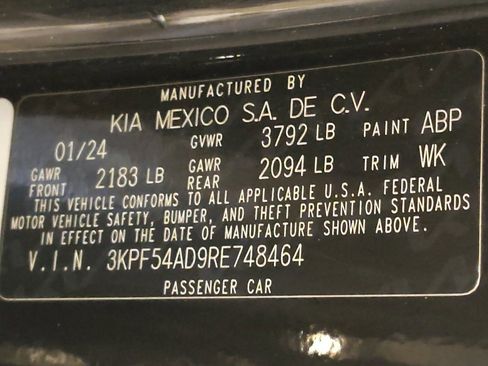 MANUFACTURED BY
KIA MEXICO S.A. DE C.V.
01/24 GVWR 3792 LB PAINT ABP
GAWR FRONT 2183 LB GAWR REAR 2094 LB TRIM WK
THIS VEHICLE CONFORMS TO ALL APPLICABLE U.S.A. FEDERAL
MOTOR VEHICLE SAFETY, BUMPER, AND THEFT PREVENTION STANDARDS
IN EFFECT ON THE DATE OF MANUFACTURE SHOWN ABOVE.
V.I.N. 3KPF54AD9RE748464
PASSENGER CAR